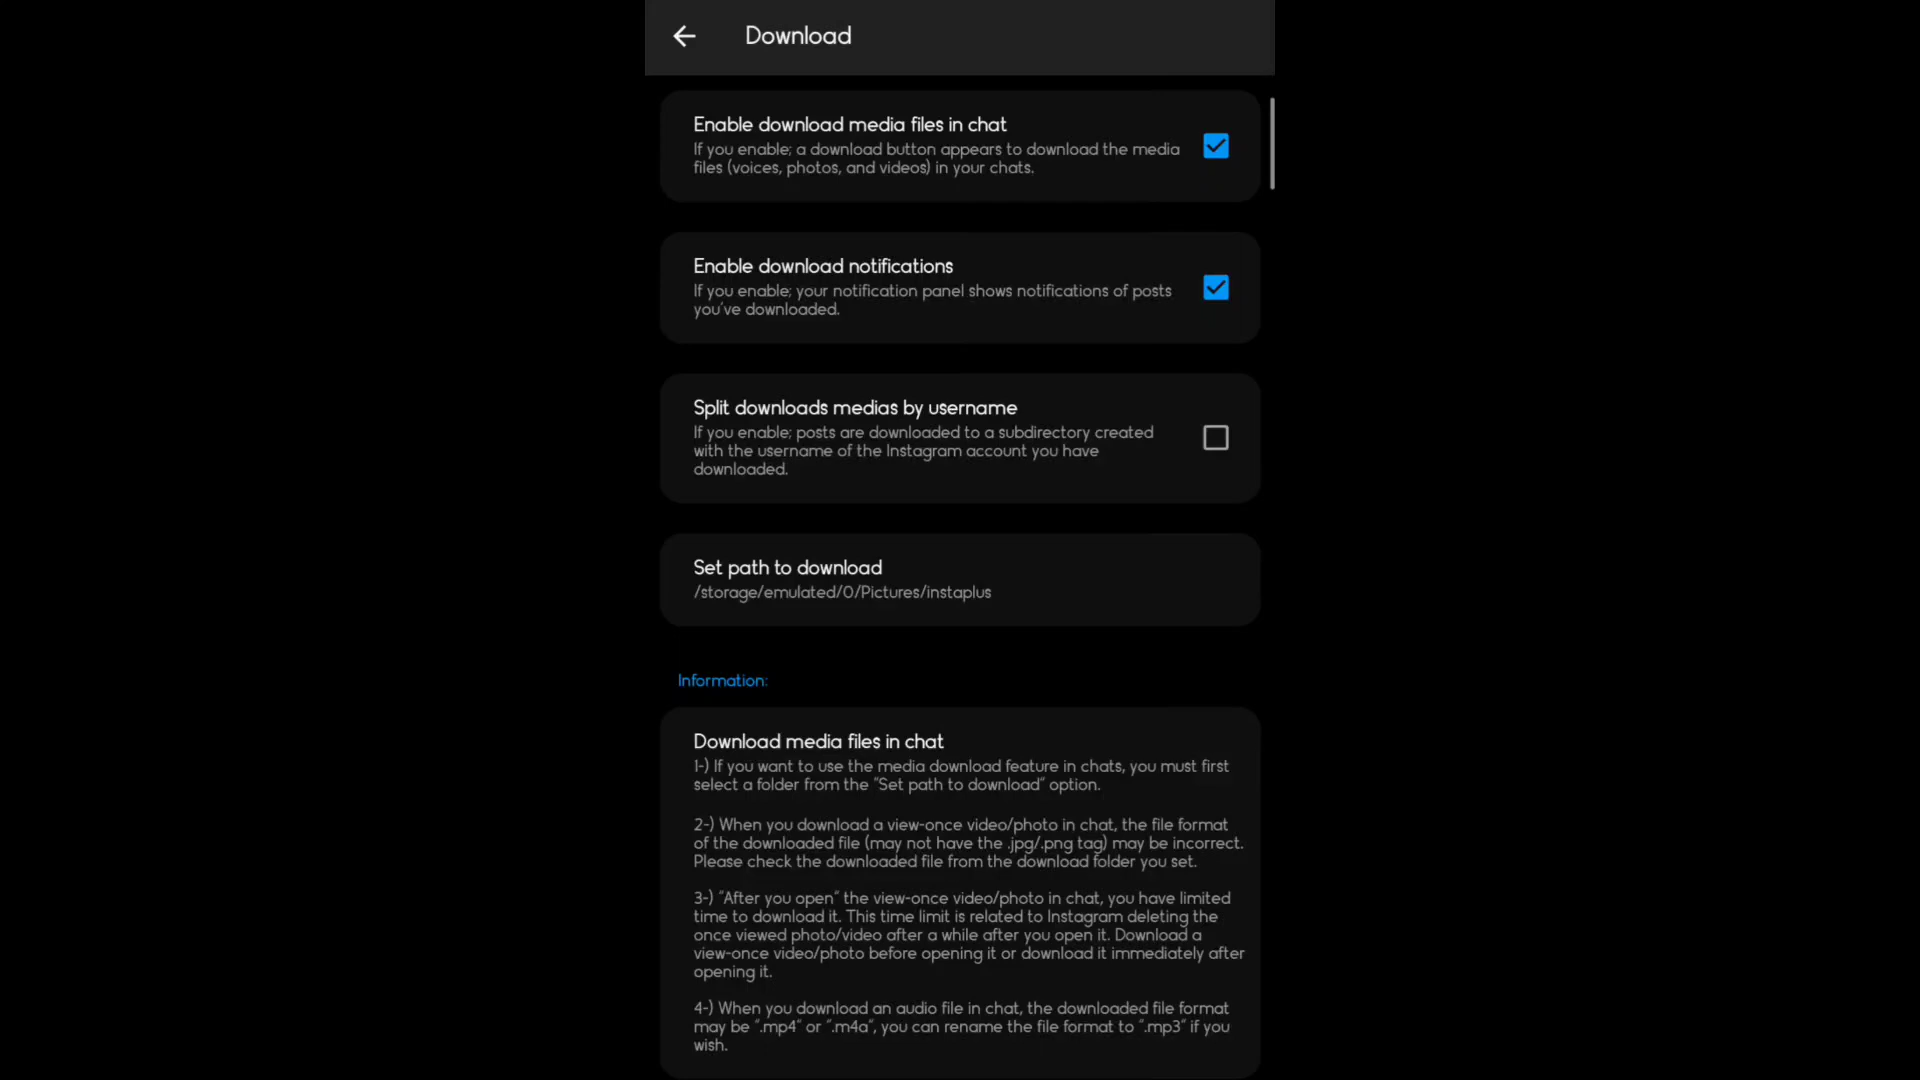 Download
Enable download media files in chat
If you enable; a download button appears to download the media
files (voices, photos, and videos) in your chats.
Enable download notifications
If you enable; your notification panel shows notifications of posts
you've downloaded.
Split downloads medias by username
If you enable; posts are downloaded to a subdirectory created
with the username of the Instagram account you have
downloaded.
Set path to download
/storage/emulated/0/Pictures/instaplus
Information:
Download media files in chat
1-) If you want to use the media download feature in chats, you must first
select a folder from the "Set path to download" option.
2-) When you download a view-once video/photo in chat, the file format
of the downloaded file (may not have the .jpg/.png tag) may be incorrect.
Please check the downloaded file from the download folder you set.
3-) "After you open" the view-once video/photo in chat, you have limited
time to download it. This time limit is related to Instagram deleting the
once viewed photo/video after a while after you open it. Download a
view-once video/photo before opening it or download it immediately after
opening it.
4-) When you download an audio file in chat, the downloaded file format
may be ".mp4" or ".m4a", you can rename the file format to ".mp3" if you
wish.